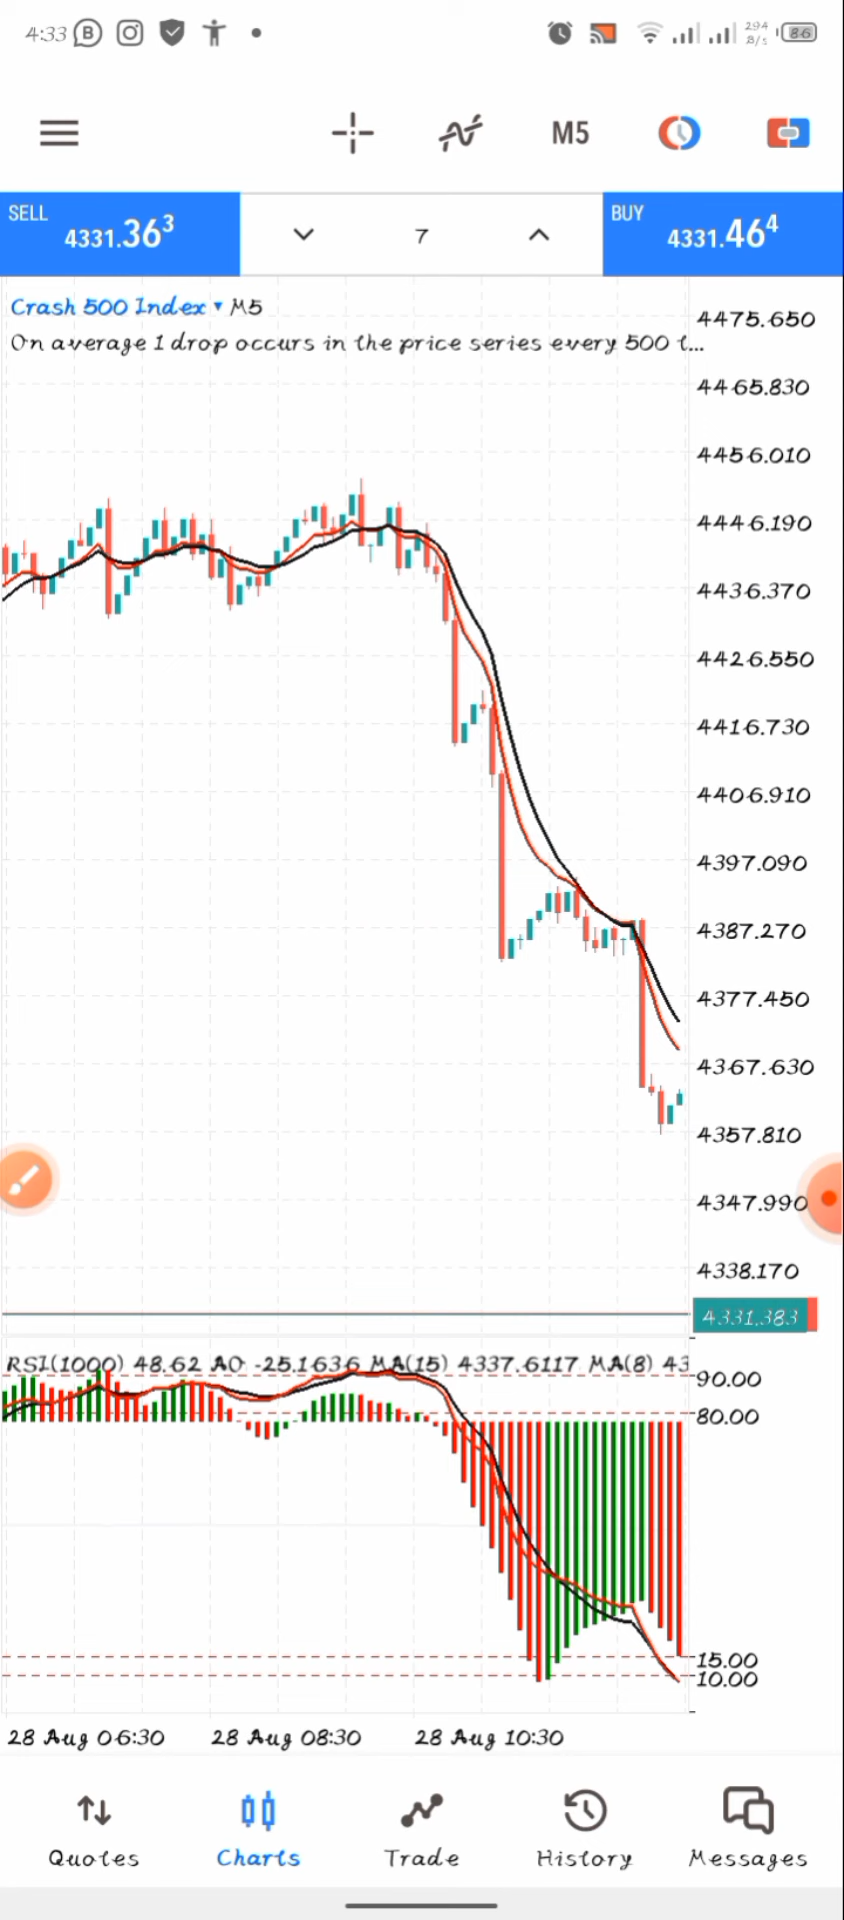 4:33 B 294 B/s 86
M5
SELL 4331.363 7 BUY 4331.464
Crash 500 Index ▾ M5
On average 1 drop occurs in the price series every 500 t...
4475.650
4465.830
4456.010
4446.190
4436.370
4426.550
4416.730
4406.910
4397.090
4387.270
4377.450
4367.630
4357.810
4347.990
4338.170
4331.383
RSI(1000) 48.62 AO -25.1636 MA(15) 4337.6117 MA(8) 43
90.00
80.00
15.00
10.00
28 Aug 06:30 28 Aug 08:30 28 Aug 10:30
Quotes Charts Trade History Messages